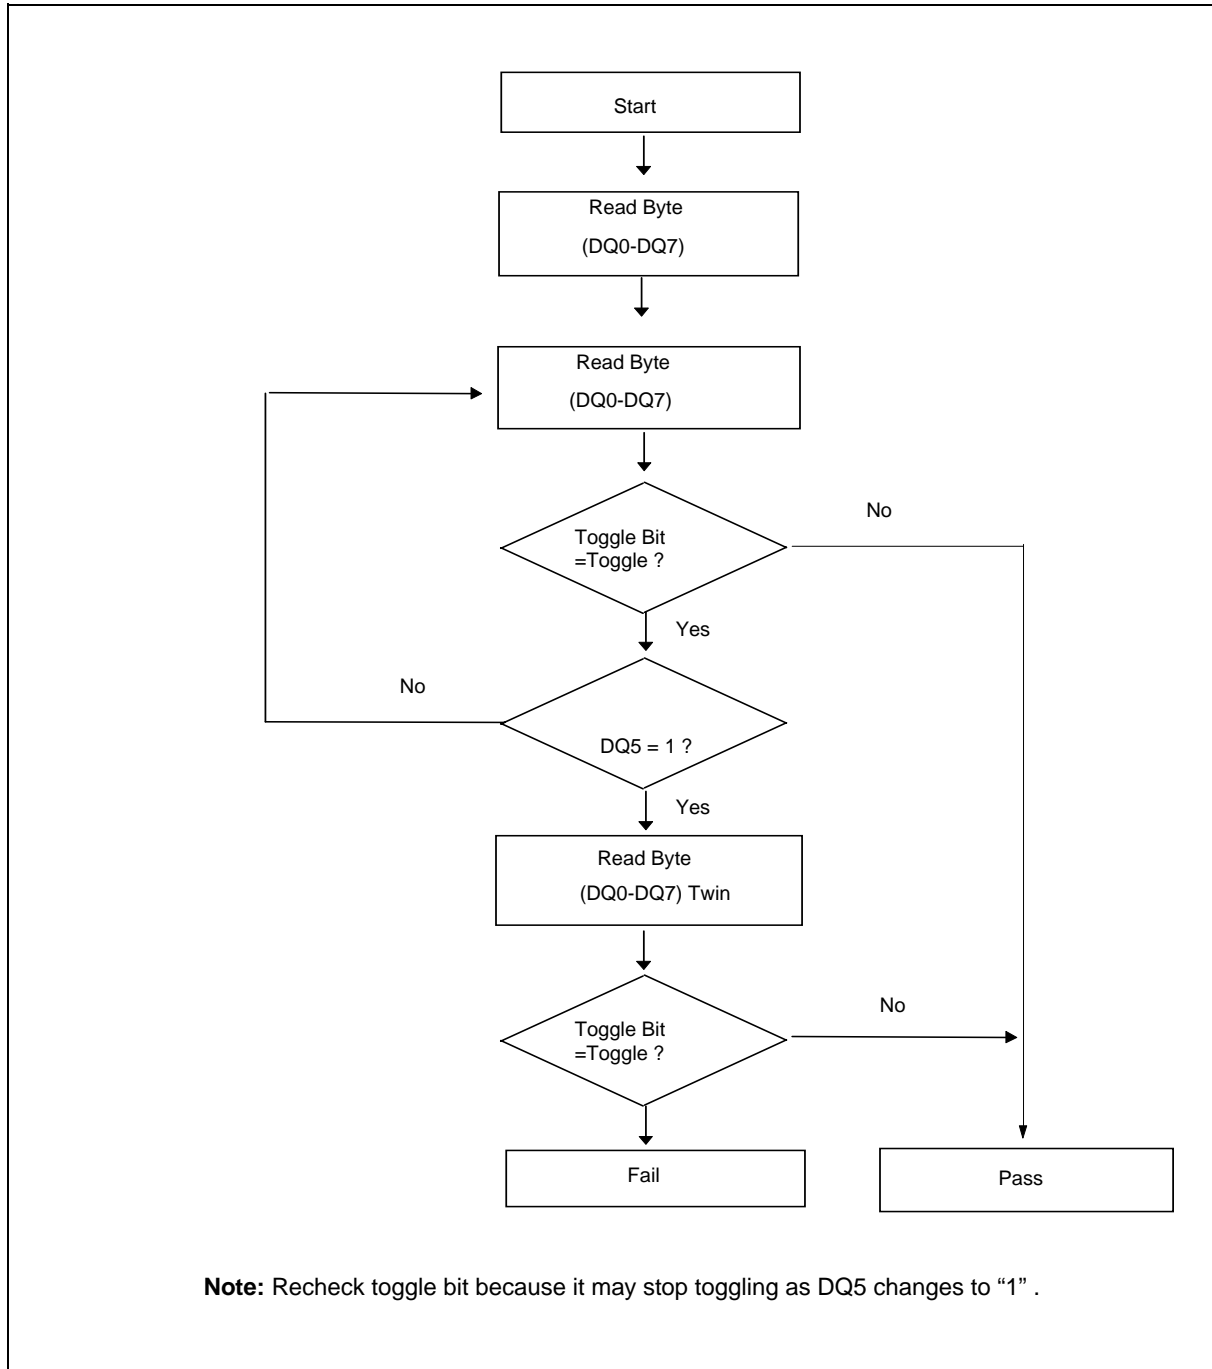 Start
Read Byte
(DQ0-DQ7)
Read Byte
(DQ0-DQ7)
Toggle Bit
=Toggle ?
No
Yes
DQ5 = 1 ?
No
Yes
Read Byte
(DQ0-DQ7) Twin
Toggle Bit
=Toggle ?
No
Fail
Pass
Note: Recheck toggle bit because it may stop toggling as DQ5 changes to “1” .